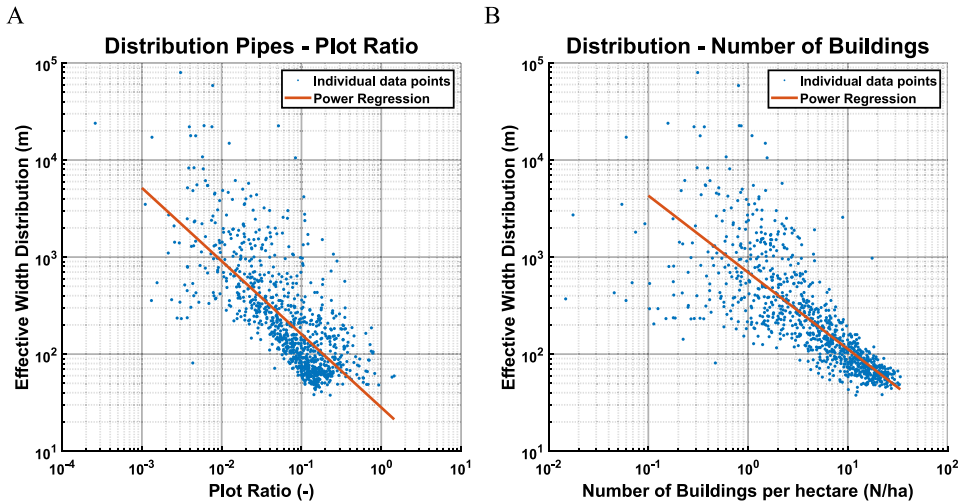 A
Distribution Pipes - Plot Ratio
Effective Width Distribution (m)
10^5
10^4
10^3
10^2
10^1
Individual data points
Power Regression
10^-4
10^-3
10^-2
10^-1
10^0
10^1
Plot Ratio (-)
B
Distribution - Number of Buildings
Effective Width Distribution (m)
10^5
10^4
10^3
10^2
10^1
Individual data points
Power Regression
10^-2
10^-1
10^0
10^1
10^2
Number of Buildings per hectare (N/ha)